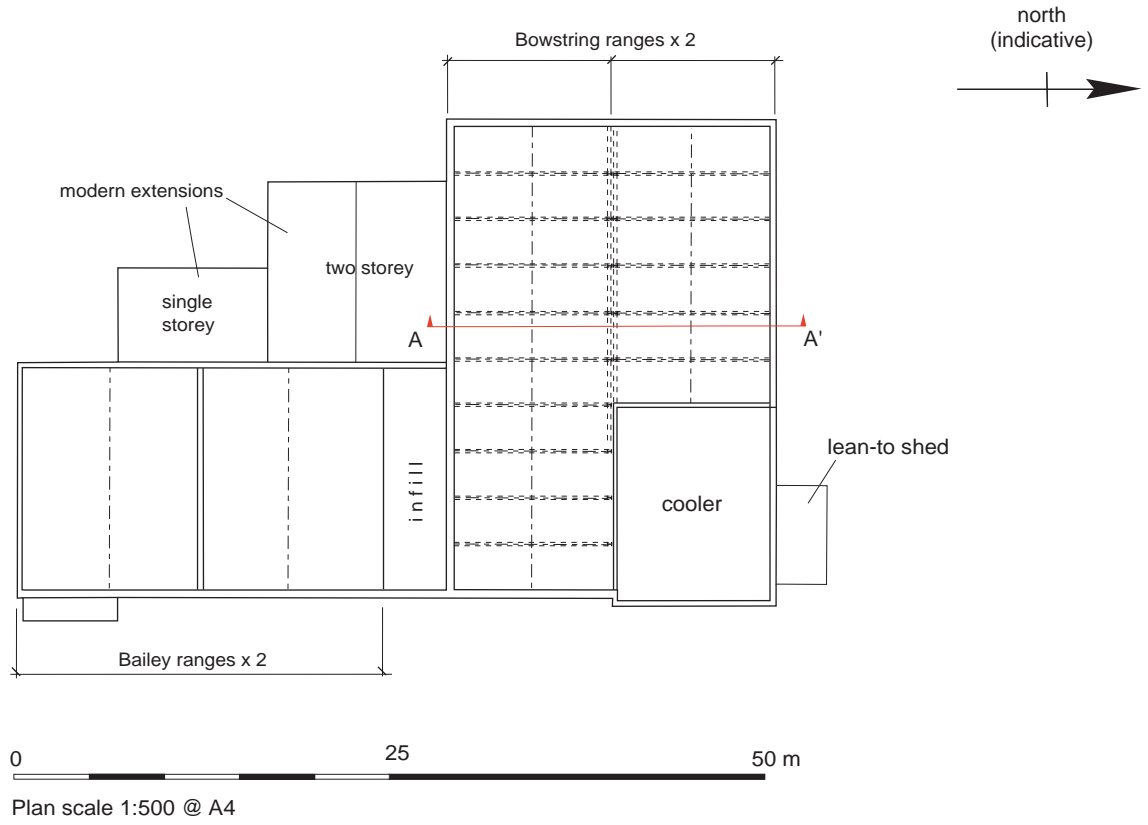 north
(indicative)
Bowstring ranges x 2
modern extensions
two storey
single
storey
A
A'
infill
lean-to shed
cooler
Bailey ranges x 2
0
25
50 m
Plan scale 1:500 @ A4